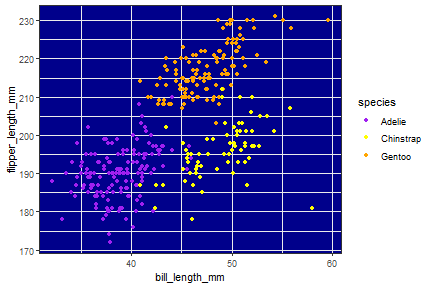 flipper_length_mm
230
220
210
200
190
180
170
40
50
60
bill_length_mm
species
Adelie
Chinstrap
Gentoo